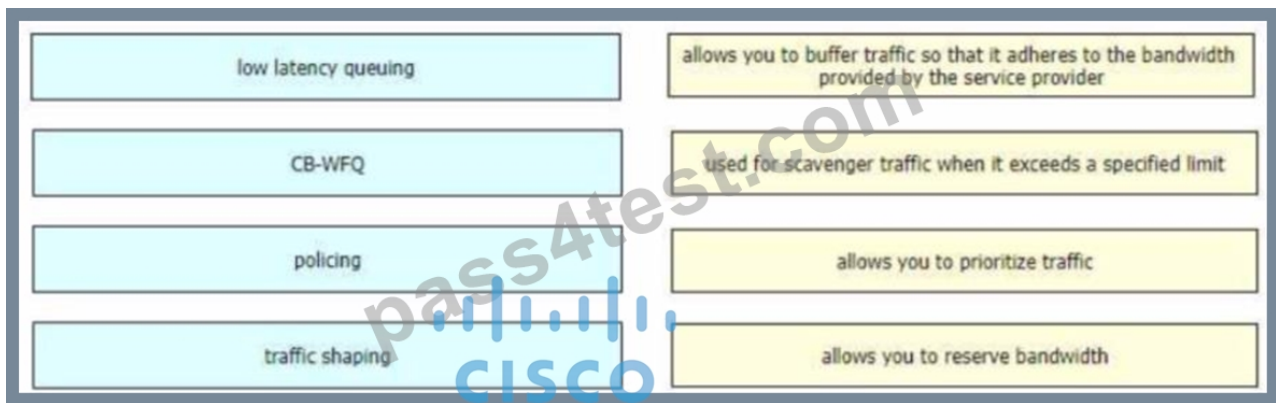 low latency queuing
allows you to buffer traffic so that it adheres to the bandwidth
provided by the service provider
CB-WFQ
used for scavenger traffic when it exceeds a specified limit
policing
allows you to prioritize traffic
traffic shaping
allows you to reserve bandwidth
pass4test.com
CISCO